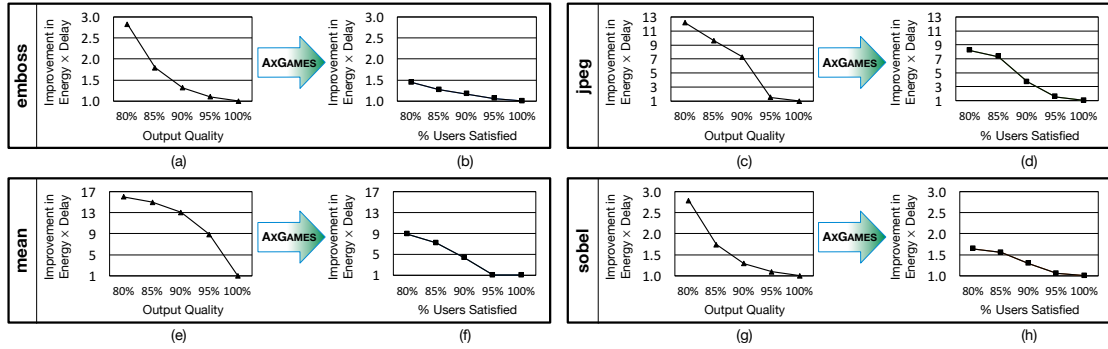 emboss
Improvement in
Energy × Delay
3.0
2.5
2.0
1.5
1.0
80% 85% 90% 95% 100%
Output Quality
(a)
AXGAMES
Improvement in
Energy × Delay
3.0
2.5
2.0
1.5
1.0
80% 85% 90% 95% 100%
% Users Satisfied
(b)
jpeg
Improvement in
Energy × Delay
13
11
9
7
5
3
1
80% 85% 90% 95% 100%
Output Quality
(c)
AXGAMES
Improvement in
Energy × Delay
13
11
9
7
5
3
1
80% 85% 90% 95% 100%
% Users Satisfied
(d)
mean
Improvement in
Energy × Delay
17
13
9
5
1
80% 85% 90% 95% 100%
Output Quality
(e)
AXGAMES
Improvement in
Energy × Delay
17
13
9
5
1
80% 85% 90% 95% 100%
% Users Satisfied
(f)
sobel
Improvement in
Energy × Delay
3.0
2.5
2.0
1.5
1.0
80% 85% 90% 95% 100%
Output Quality
(g)
AXGAMES
Improvement in
Energy × Delay
3.0
2.5
2.0
1.5
1.0
80% 85% 90% 95% 100%
% Users Satisfied
(h)